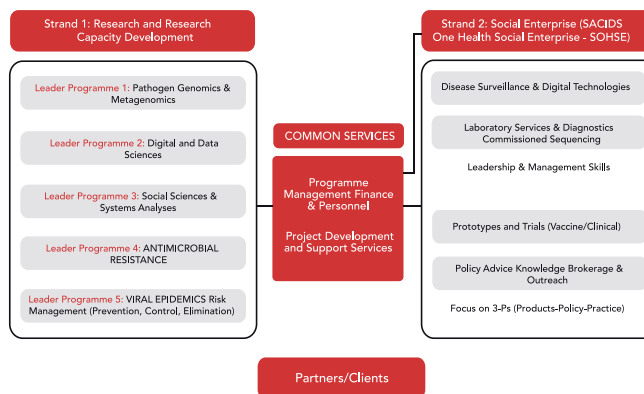 Strand 1: Research and Research
Capacity Development
Leader Programme 1: Pathogen Genomics &
Metagenomics
Leader Programme 2: Digital and Data
Sciences
Leader Programme 3: Social Sciences
& Systems Analyses
Leader Programme 4: ANTIMICROBIAL
RESISTANCE
Leader Programme 5: VIRAL EPIDEMICS Risk
Management (Prevention, Control, Elimination)
COMMON SERVICES
Programme
Management Finance
& Personnel
Project Development
and Support Services
Strand 2: Social Enterprise (SACIDS
One Health Social Enterprise - SOHSE)
Disease Surveillance & Digital Technologies
Laboratory Services & Diagnostics
Commissioned Sequencing
Leadership & Management Skills
Prototypes and Trials (Vaccine/Clinical)
Policy Advice Knowledge Brokerage &
Outreach
Focus on 3-Ps (Products-Policy-Practice)
Partners/Clients